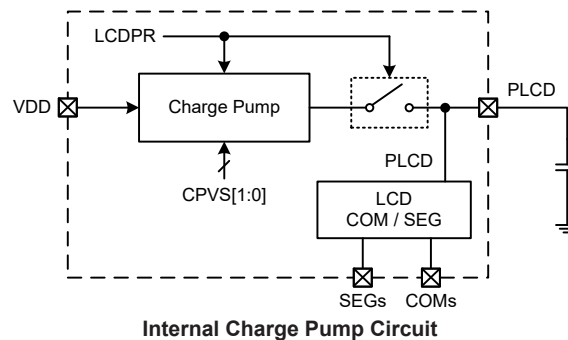 LCDPR
VDD
Charge Pump
PLCD
PLCD
CPVS[1:0]
LCD
COM / SEG
SEGs
COMs
Internal Charge Pump Circuit